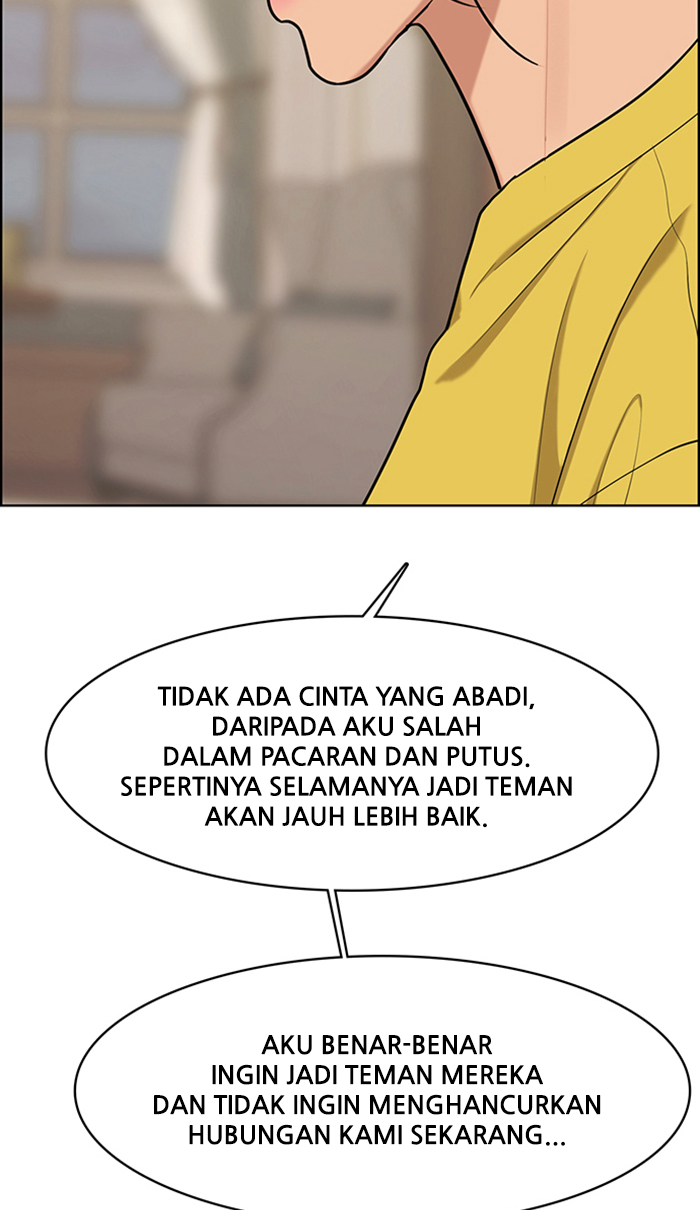 TIDAK ADA CINTA YANG ABADI,
DARIPADA AKU SALAH
DALAM PACARAN DAN PUTUS.
SEPERTINYA SELAMANYA JADI TEMAN
AKAN JAUH LEBIH BAIK.
AKU BENAR-BENAR
INGIN JADI TEMAN MEREKA
DAN TIDAK INGIN MENGHANCURKAN
HUBUNGAN KAMI SEKARANG...